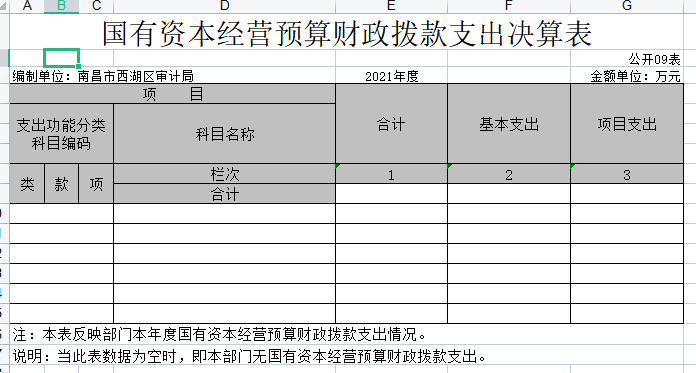 A B C D E F G
国有资本经营预算财政拨款支出决算表
公开09表
编制单位：南昌市西湖区审计局 2021年度 金额单位：万元
项 目 合计 基本支出 项目支出
支出功能分类科目编码 科目名称
类 款 项 栏次 1 2 3
合计
注：本表反映部门本年度国有资本经营预算财政拨款支出情况。
说明：当此表数据为空时，即本部门无国有资本经营预算财政拨款支出。